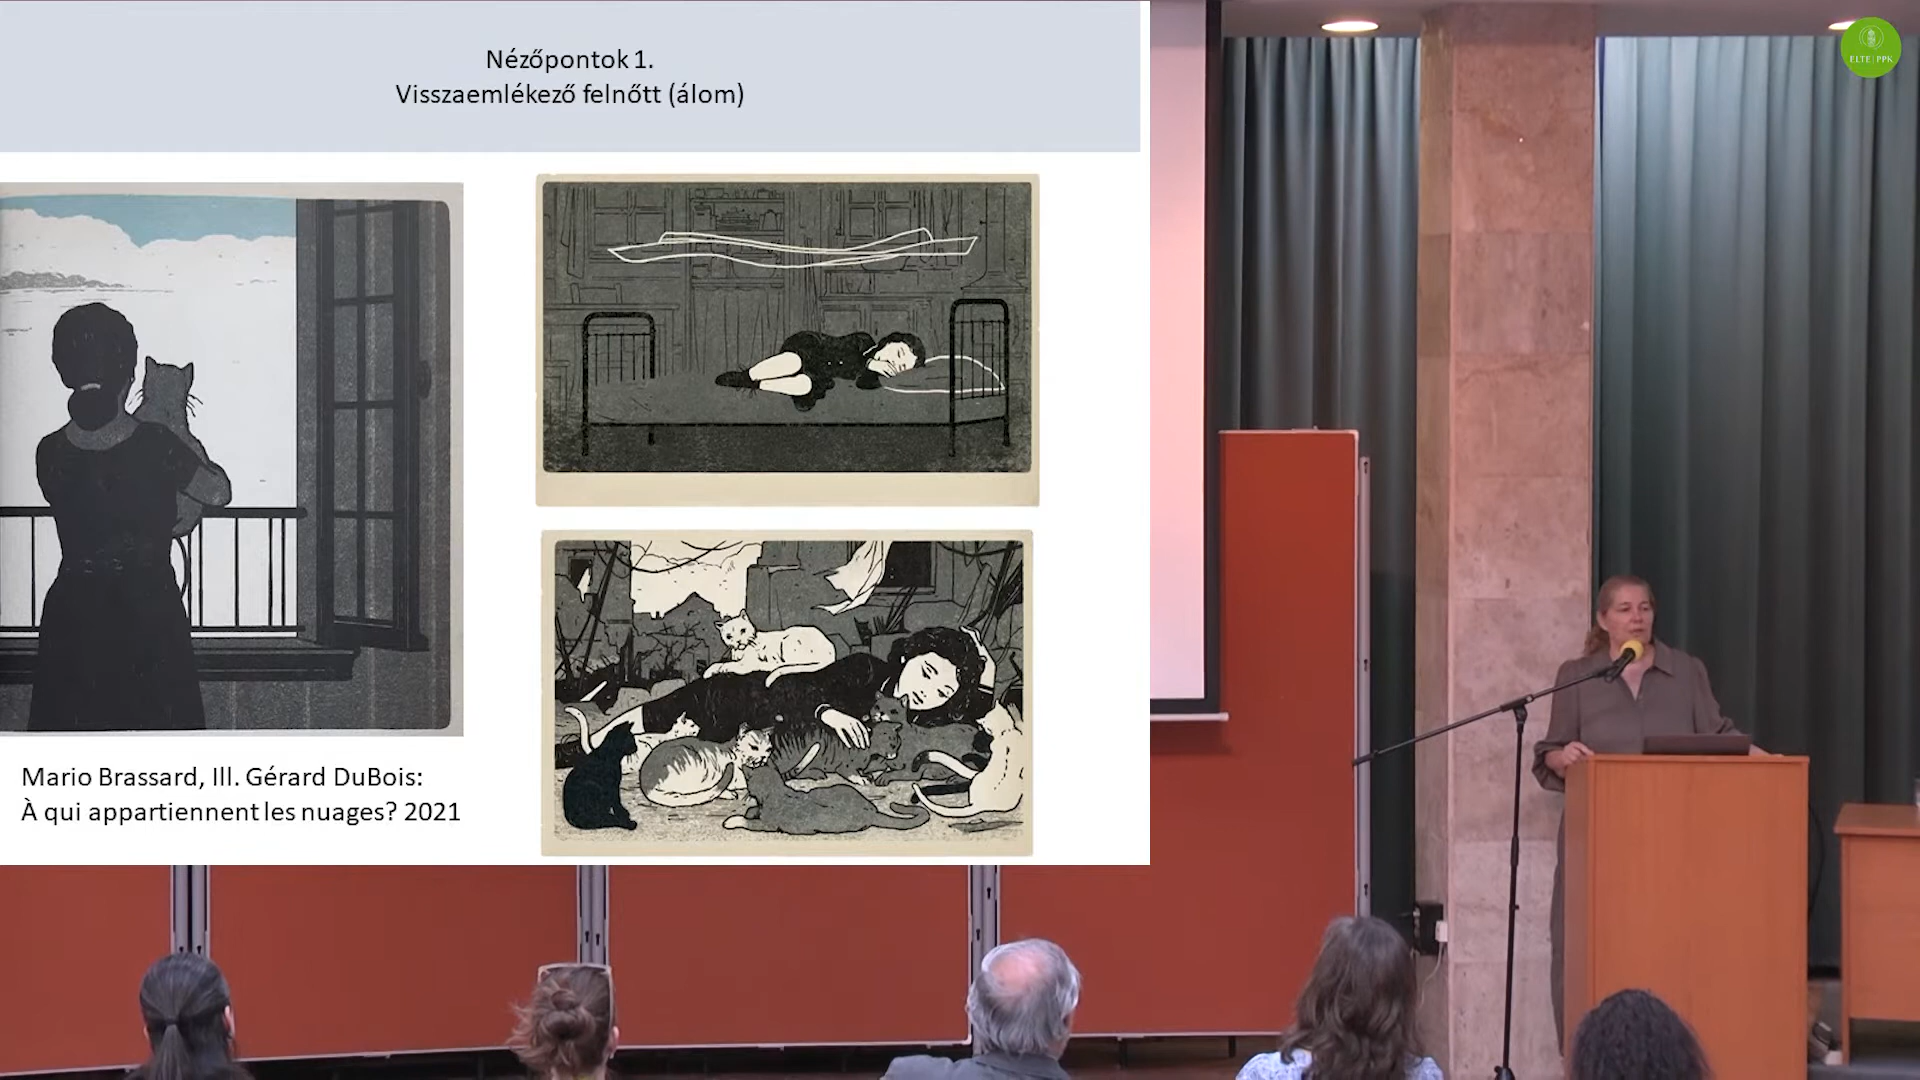 Nézőpontok 1.
Visszaemlékező felnőtt (álom)
Mario Brassard, Ill. Gérard DuBois:
À qui appartiennent les nuages? 2021
ELTE | PPK